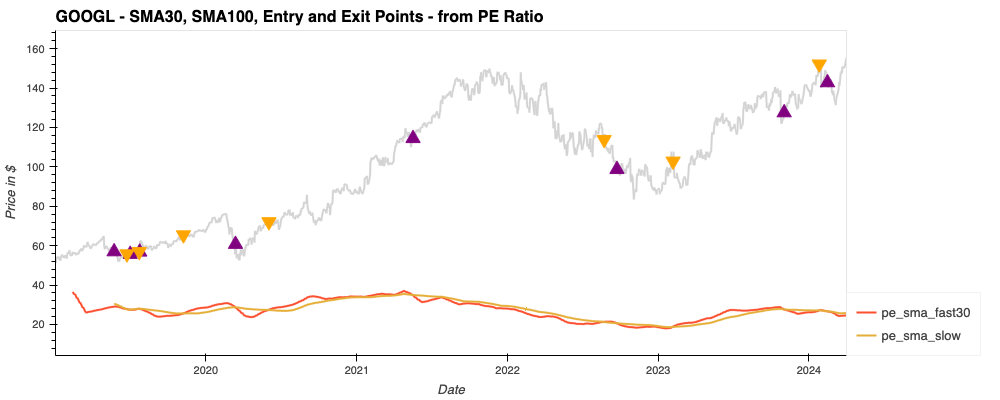 GOOGL - SMA30, SMA100, Entry and Exit Points - from PE Ratio
Price in $
160
140
120
100
80
60
40
20
2020
2021
2022
2023
2024
Date
pe_sma_fast30
pe_sma_slow